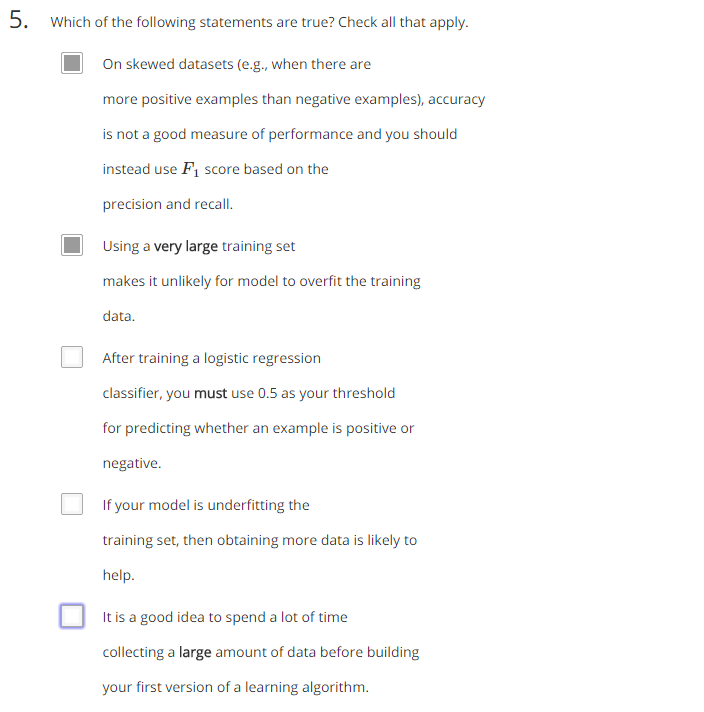 5. Which of the following statements are true? Check all that apply.
On skewed datasets (e.g., when there are
more positive examples than negative examples), accuracy
is not a good measure of performance and you should
instead use F₁ score based on the
precision and recall.
Using a very large training set
makes it unlikely for model to overfit the training
data.
After training a logistic regression
classifier, you must use 0.5 as your threshold
for predicting whether an example is positive or
negative.
If your model is underfitting the
training set, then obtaining more data is likely to
help.
It is a good idea to spend a lot of time
collecting a large amount of data before building
your first version of a learning algorithm.